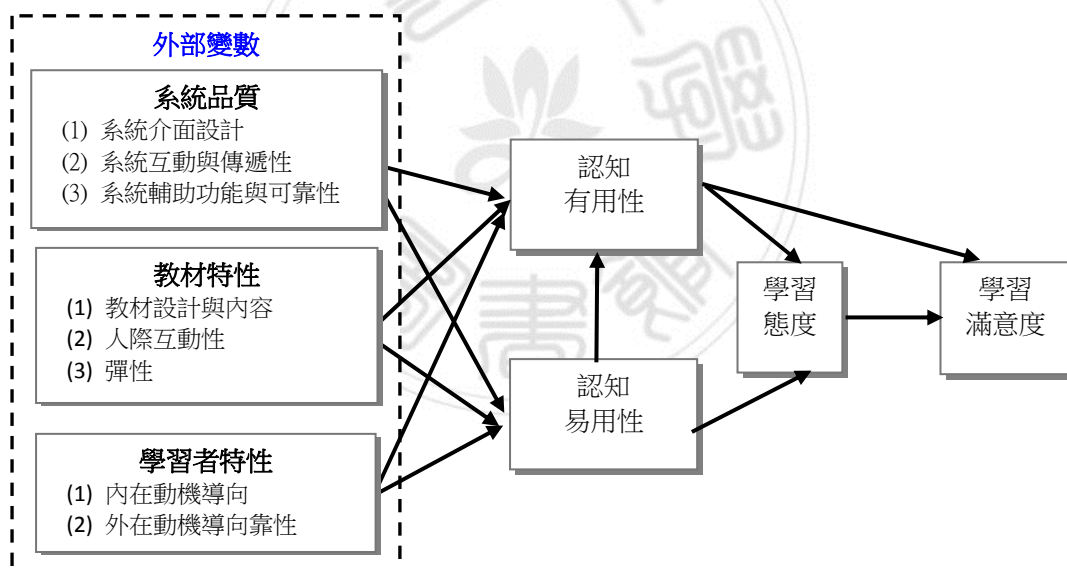 外部變數
系統品質
(1) 系統介面設計
(2) 系統互動與傳遞性
(3) 系統輔助功能與可靠性
教材特性
(1) 教材設計與內容
(2) 人際互動性
(3) 彈性
學習者特性
(1) 內在動機導向
(2) 外在動機導向靠性
認知
有用性
認知
易用性
學習
態度
學習
滿意度